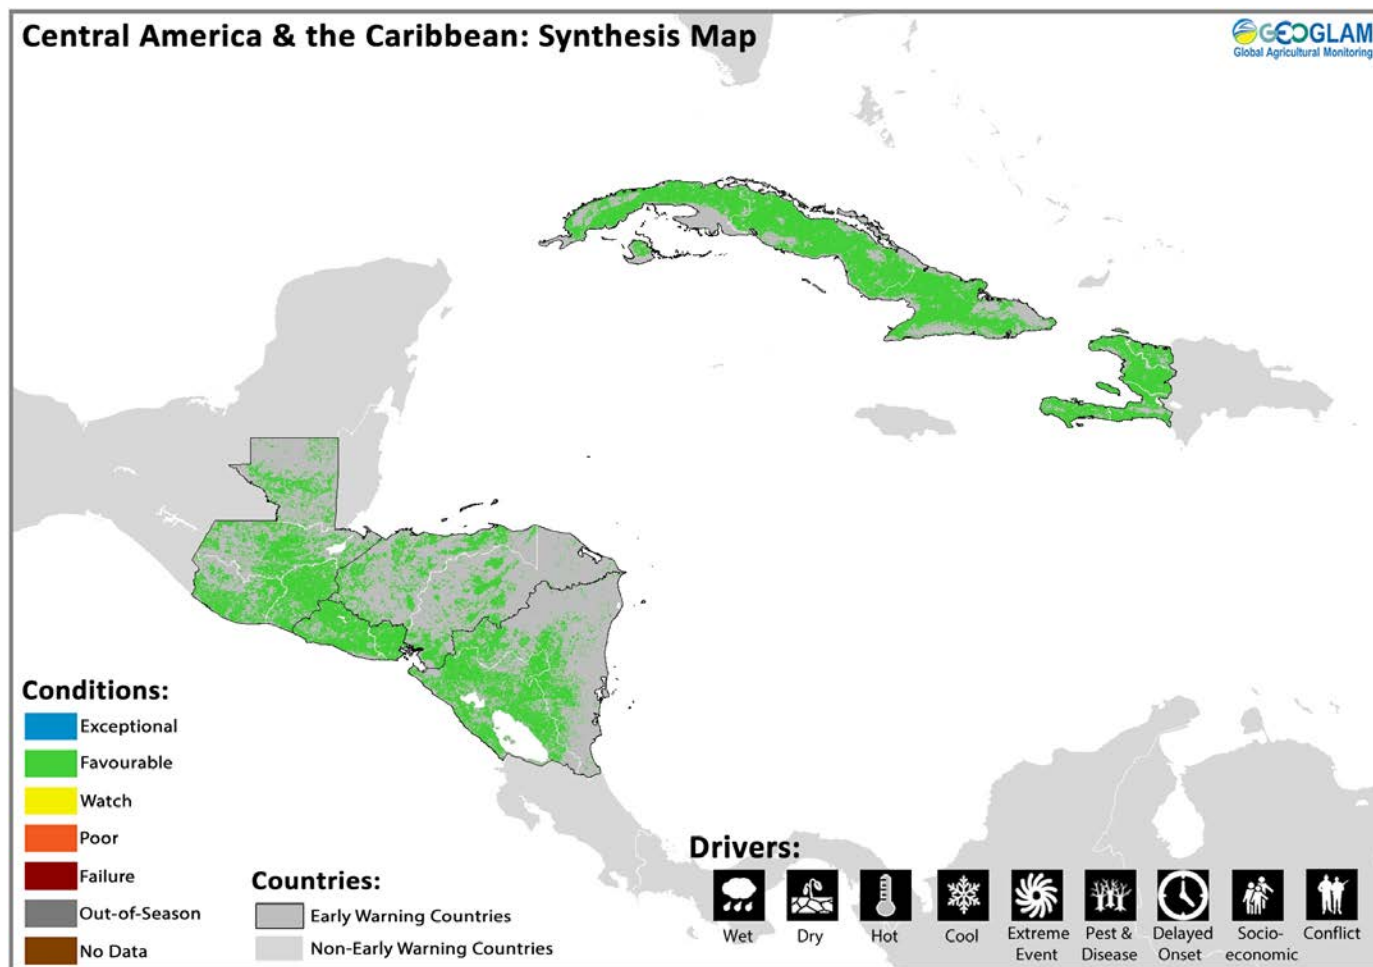 Central America & the Caribbean: Synthesis Map
GEOGLAM
Global Agricultural Monitoring
Conditions:
Exceptional
Favourable
Watch
Poor
Failure
Out-of-Season
No Data
Countries:
Early Warning Countries
Non-Early Warning Countries
Drivers:
Wet
Dry
Hot
Cool
Extreme
Event
Pest &
Disease
Delayed
Onset
Socio-
economic
Conflict